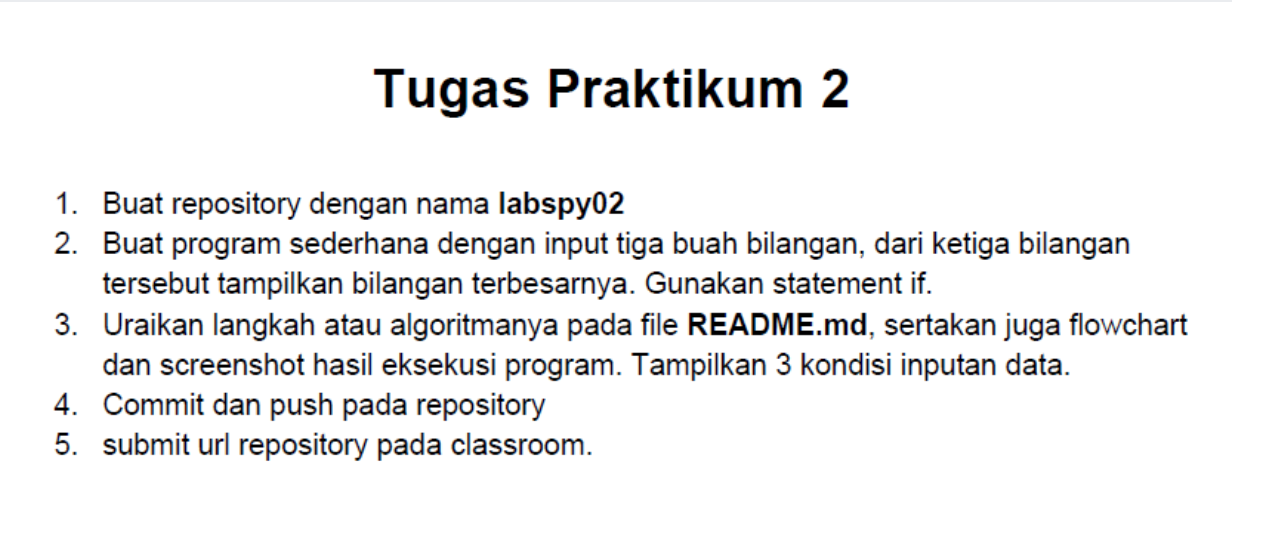 Tugas Praktikum 2
1. Buat repository dengan nama labspy02
2. Buat program sederhana dengan input tiga buah bilangan, dari ketiga bilangan
tersebut tampilkan bilangan terbesarnya. Gunakan statement if.
3. Uraikan langkah atau algoritmanya pada file README.md, sertakan juga flowchart
dan screenshot hasil eksekusi program. Tampilkan 3 kondisi inputan data.
4. Commit dan push pada repository
5. submit url repository pada classroom.